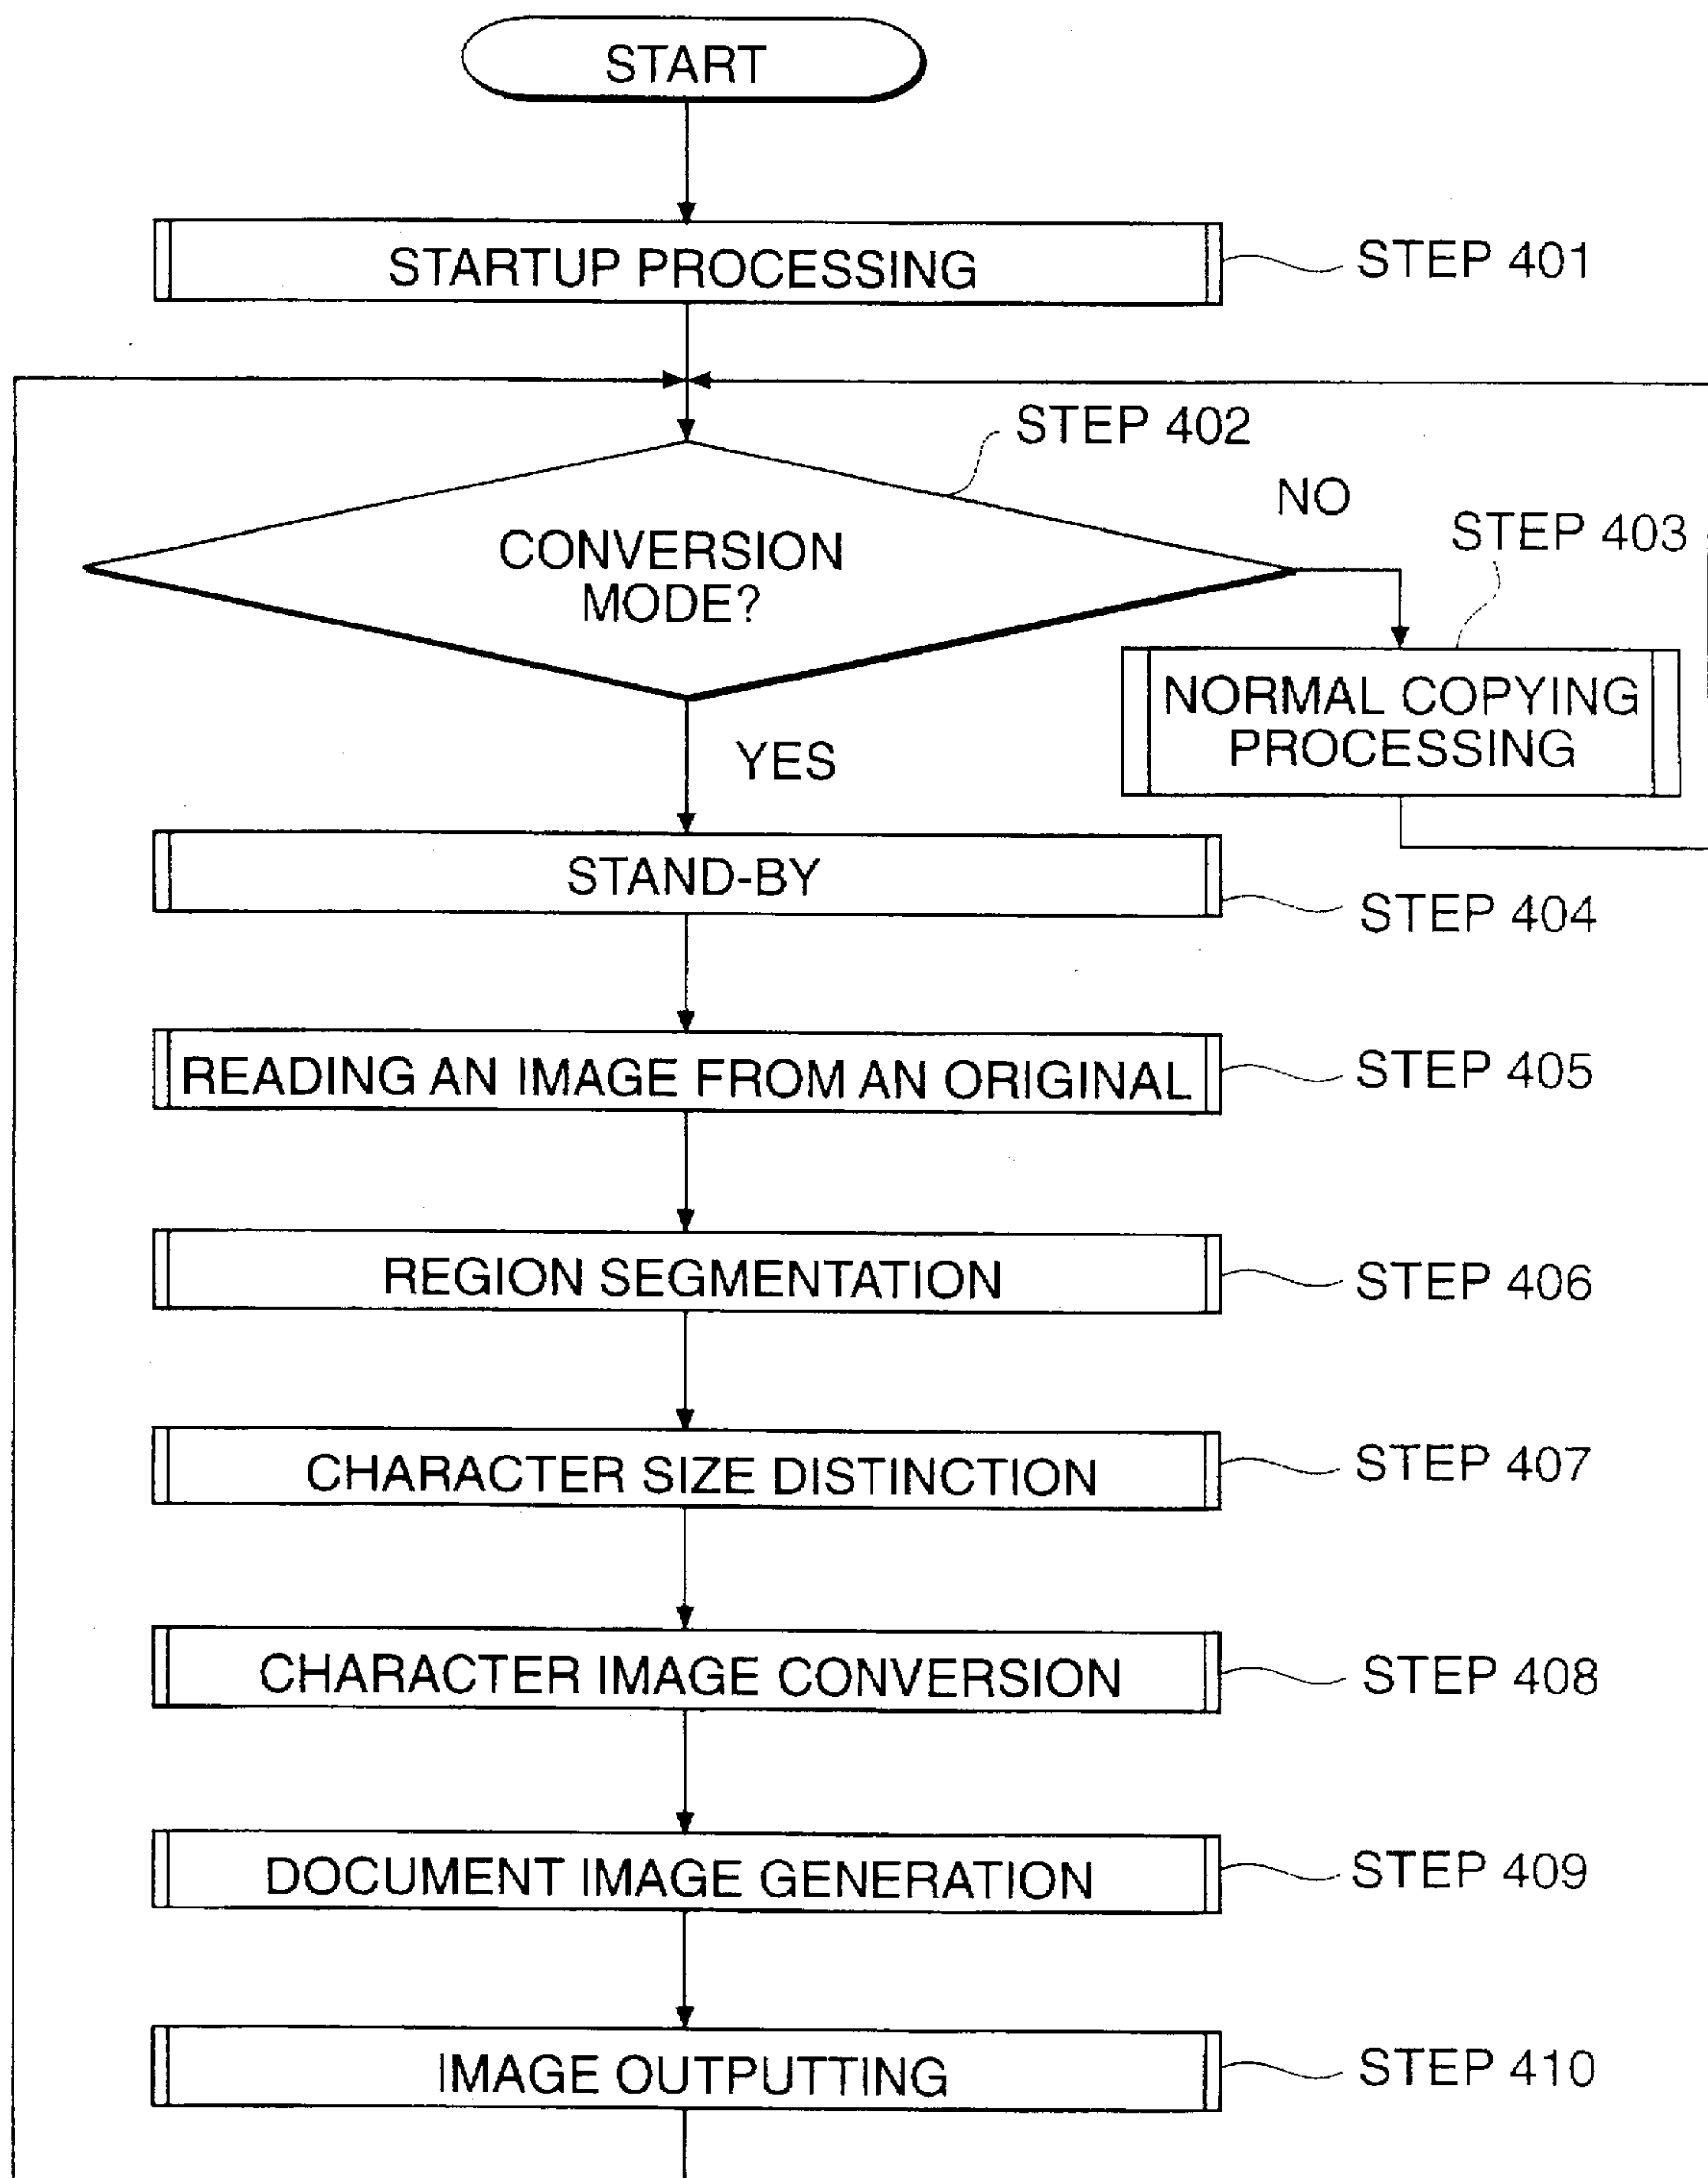 START
STARTUP PROCESSING
STEP 401
STEP 402
NO
STEP 403
CONVERSION
MODE?
NORMAL COPYING
PROCESSING
YES
STAND-BY
STEP 404
READING AN IMAGE FROM AN ORIGINAL
STEP 405
REGION SEGMENTATION
STEP 406
CHARACTER SIZE DISTINCTION
STEP 407
CHARACTER IMAGE CONVERSION
STEP 408
DOCUMENT IMAGE GENERATION
STEP 409
IMAGE OUTPUTTING
STEP 410